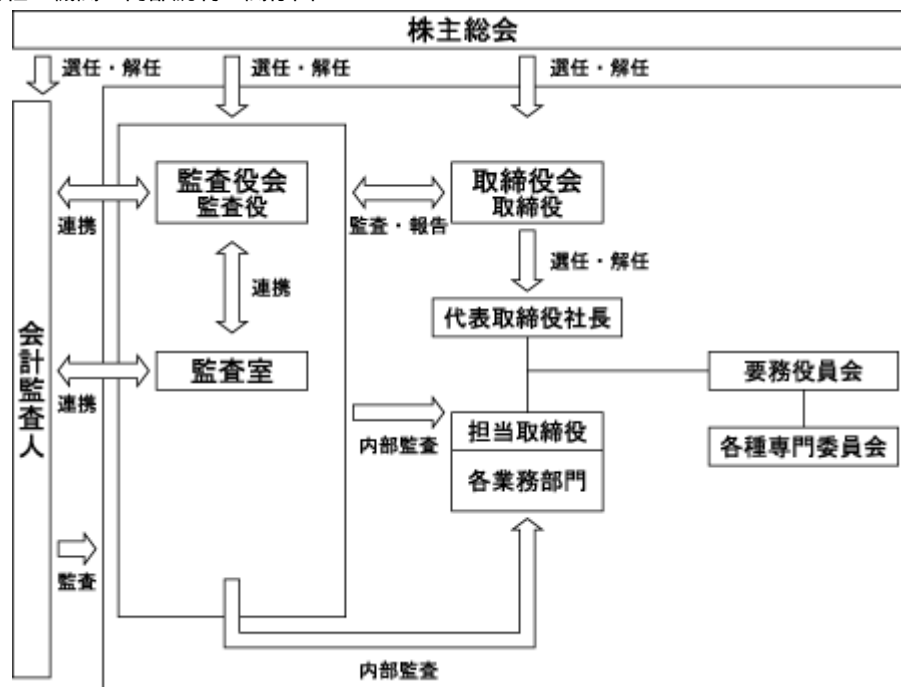 株主総会
選任・解任
選任・解任
選任・解任
監査役会
監査役
取締役会
取締役
連携
監査・報告
選任・解任
連携
代表取締役社長
会計監査人
監査室
要務役員会
連携
内部監査
担当取締役
各業務部門
各種専門委員会
監査
内部監査